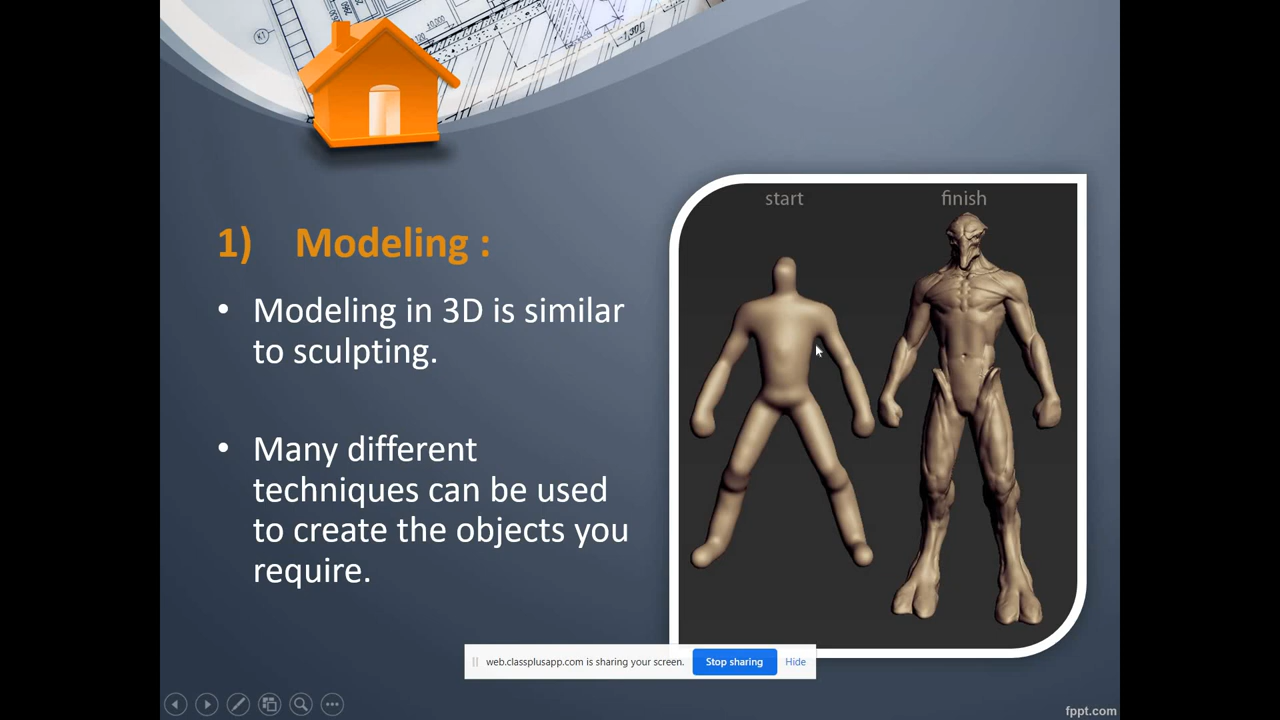 start
finish
1) Modeling :
• Modeling in 3D is similar
to sculpting.
• Many different
techniques can be used
to create the objects you
require.
web.classplusapp.com is sharing your screen.
Stop sharing
Hide
fppt.com